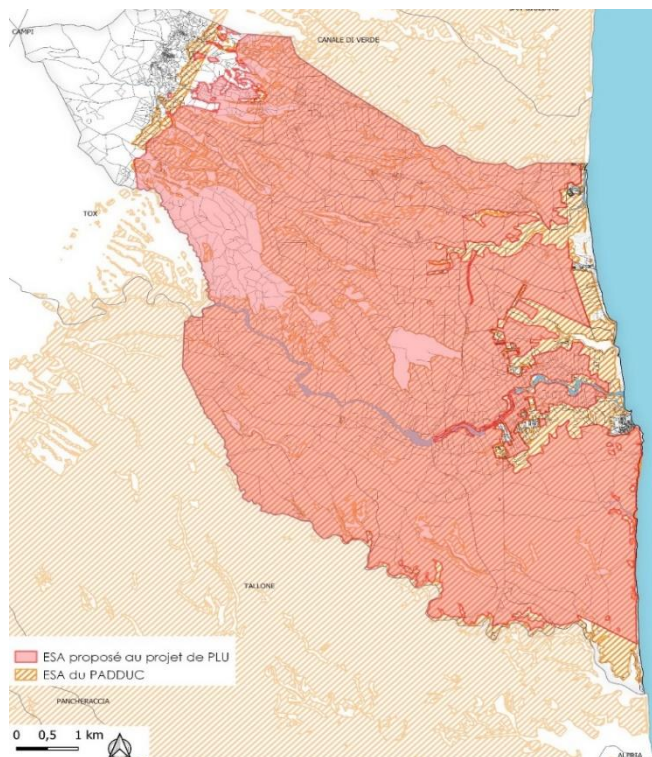 CAMPI
CANALE DI VERDE
TOX
TALLONE
ESA proposé au projet de PLU
ESA du PADDUC
PANCHERACCIA
0 0,5 1 km